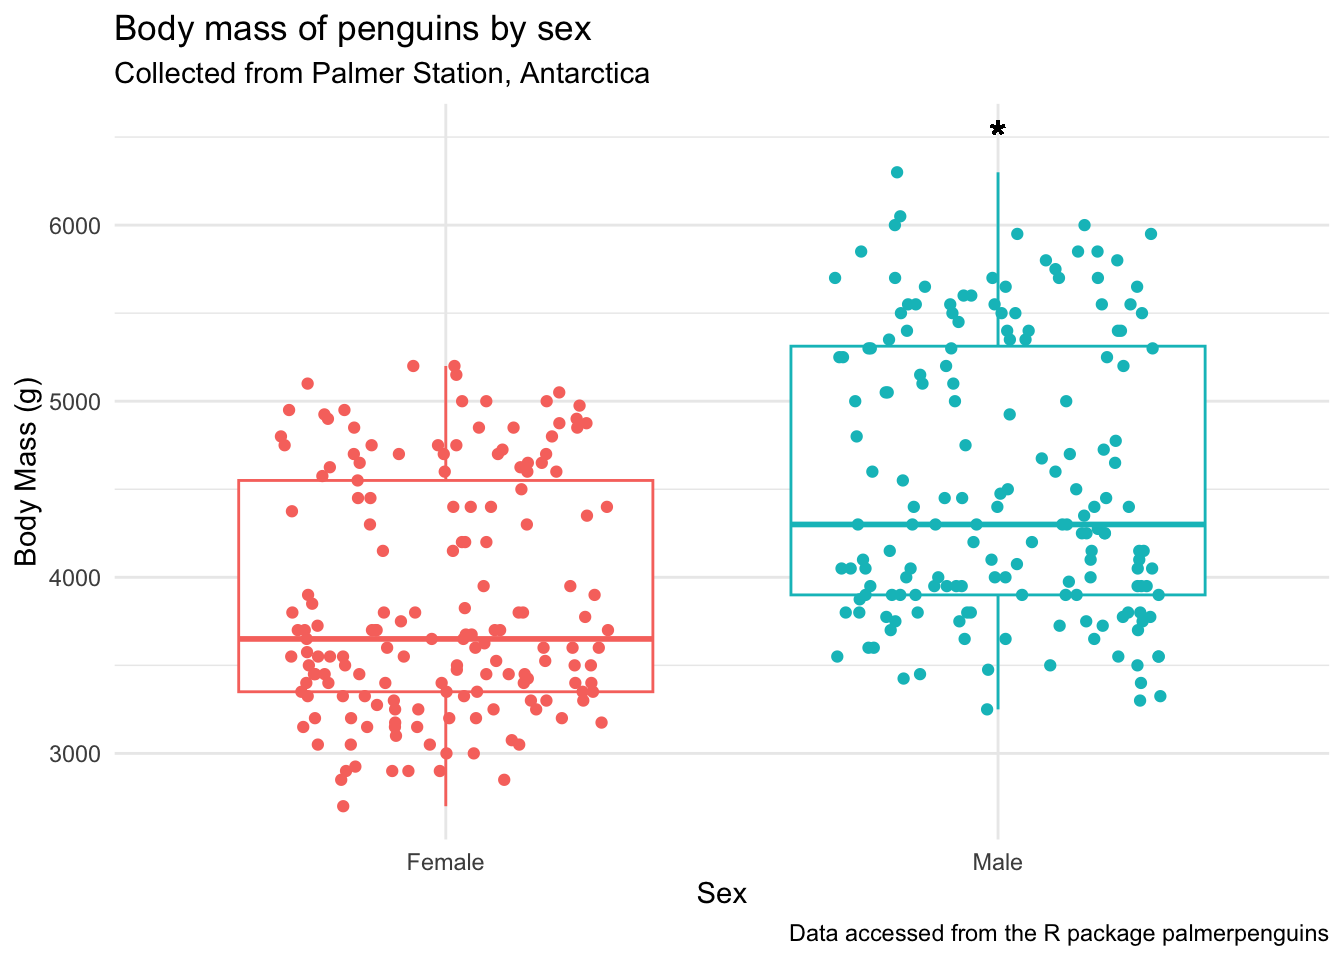 Body mass of penguins by sex
Collected from Palmer Station, Antarctica
*
6000
5000
4000
3000
Body Mass (g)
Female Male
Sex
Data accessed from the R package palmerpenguins